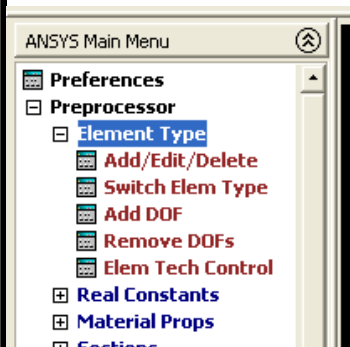 ANSYS Main Menu
Preferences
Preprocessor
Element Type
Add/Edit/Delete
Switch Elem Type
Add DOF
Remove DOFs
Elem Tech Control
Real Constants
Material Props
Sections